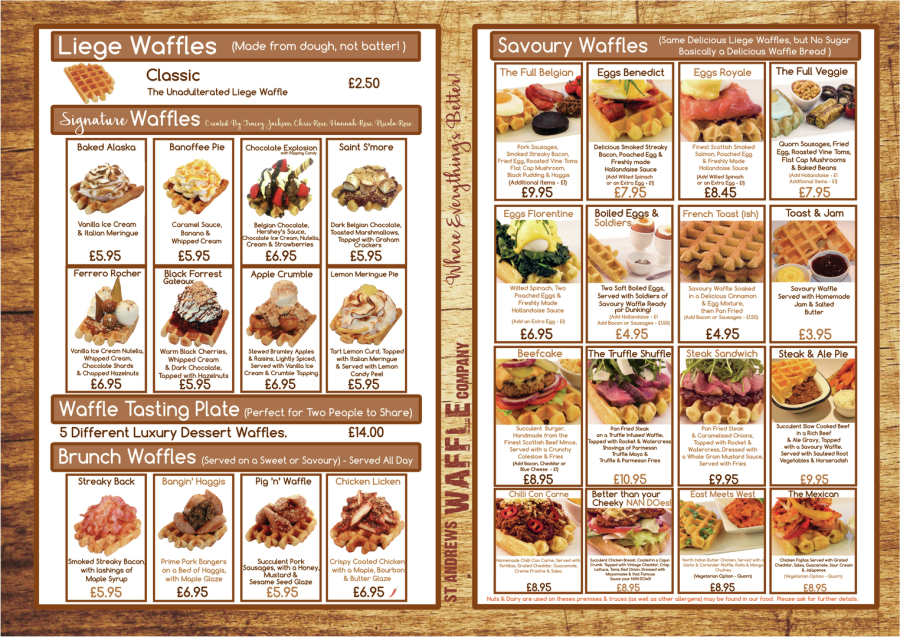 Liege Waffles (Made from dough, not batter! )
Classic
The Unadulterated Liege Waffle
£2.50
Signature Waffles Created By Tracey Jackson Chris Rose, Hannah Rose, Nicola Rose
Baked Alaska
Vanilla Ice Cream
& Italian Meringue
£5.95
Banoffee Pie
Caramel Sauce,
Banana &
Whipped Cream
£5.95
Chocolate Explosion
with Popping Candy
Belgian Chocolate,
Hershey's Sauce,
Chocolate Ice Cream, Nutella,
Cream & Strawberries
£6.95
Saint S'more
Dark Belgian Chocolate,
Toasted Marshmallows,
Topped with Graham
Crackers
£5.95
Ferrero Rocher
Vanilla Ice Cream Nutella,
Whipped Cream,
Chocolate Shards
& Chopped Hazelnuts
£6.95
Black Forrest
Gateaux
Warm Black Cherries,
Whipped Cream
& Dark Chocolate,
Topped with Hazelnuts
£5.95
Apple Crumble
Stewed Bramley Apples
& Raisins, Lightly Spiced,
Served with Vanilla Ice
Cream & Crumble Topping
£6.95
Lemon Meringue Pie
Tart Lemon Curd, Topped
with Italian Meringue
& Served with Lemon
Candy Peel
£5.95
Waffle Tasting Plate (Perfect for Two People to Share)
5 Different Luxury Dessert Waffles.
£14.00
Brunch Waffles (Served on a Sweet or Savoury) - Served All Day
Streaky Back
Smoked Streaky Bacon,
with lashings of
Maple Syrup
£5.95
Bangin' Haggis
Prime Pork Bangers
on a Bed of Haggis,
with Maple Glaze
£6.95
Pig 'n' Waffle
Succulent Pork
Sausages, with a Honey,
Mustard &
Sesame Seed Glaze
£5.95
Chicken Licken
Crispy Coated Chicken
with a Maple, Bourbon
& Butter Glaze
£6.95
ST ANDREWS WAFFLE COMPANY
Where Everything's Better!
Savoury Waffles (Same Delicious Liege Waffles, but No Sugar
Basically a Delicious Waffle Bread )
The Full Belgian
Pork Sausages,
Smoked Streaky Bacon,
Fried Egg, Roasted Vine Toms
Flat Cap Mushroom,
Black Pudding & Haggis
(Additional Items - £1)
£9.95
Eggs Benedict
Delicious Smoked Streaky
Bacon, Poached Egg &
Freshly Made
Hollandaise Sauce
(Add Wilted Spinach
or an Extra Egg - £1)
£7.95
Eggs Royale
Finest Scottish Smoked
Salmon, Poached Egg
& Freshly Made
Hollandaise Sauce
(Add Wilted Spinach
or an Extra Egg - £1)
£8.45
The Full Veggie
Quorn Sausages, Fried
Egg, Roasted Vine Toms,
Flat Cap Mushrooms
& Baked Beans
(Add Hollandaise - £1
Additional Items - £1)
£7.95
Eggs Florentine
Wilted Spinach, Two
Poached Eggs &
Freshly Made
Hollandaise Sauce
(Add an Extra Egg - £1)
£6.95
Boiled Eggs &
Soldiers
Two Soft Boiled Eggs,
Served with Soldiers of
Savoury Waffle Ready
for Dunking!
(Add Hollandaise - £1
Add Bacon or Sausages - £1.50)
£4.95
French Toast (ish)
Savoury Waffle Soaked
in a Delicious Cinnamon
& Egg Mixture,
then Pan Fried
(Add Bacon or Sausages - £1.50)
£4.95
Toast & Jam
Savoury Waffle
Served with Homemade
Jam & Salted
Butter
£3.95
Beefcake
Succulent Burger,
Handmade from the
Finest Scottish Beef Mince,
Served with a Crunchy
Coleslaw & Fries
(Add Bacon, Cheddar or
Blue Cheese - £1)
£8.95
The Truffle Shuffle
Pan Fried Steak
on a Truffle Infused Waffle,
Topped with Rocket & Watercress
Shavings of Parmesan
Truffle Mayo &
Truffle & Parmesan Fries
£10.95
Steak Sandwich
Pan Fried Steak
& Caramelised Onions,
Topped with Rocket &
Watercress, Dressed with
a Whole Grain Mustard Sauce,
Served with Fries
£9.95
Steak & Ale Pie
Succulent Slow Cooked Beef
in a Rich Beef
& Ale Gravy, Topped
with a Savoury Waffle,
Served with Sauteed Root
Vegetables & Horseradish
£9.95
Chilli Con Carne
Homemade Chilli Con Carne, Served with
Tortillas, Grated Cheddar, Guacamole,
Creme Fraiche & Salsa
£8.95
Better than your
Cheeky NAN DOes!
Succulent Chicken Breast, Coated in a Cajun
Crumb, Topped with Vintage Cheddar, Crisp
Lettuce, Toms, Red Onion, Dressed with
Mayonnaise & that Famous
Sauce your NAN DOes!!
£8.95
East Meets West
North Indian Butter Chicken, Served with a
Garlic & Coriander Waffle, Raita & Mango
Chutney
(Vegetarian Option - Quorn)
£8.95
The Mexican
Chicken Fajitas, Served with Grated
Cheddar, Salsa, Guacamole, Sour Cream
& Jalapenos
(Vegetarian Option - Quorn)
£8.95
Nuts & Dairy are used on theses premises & traces (as well as other allergens) may be found in our food. Please ask for further details.